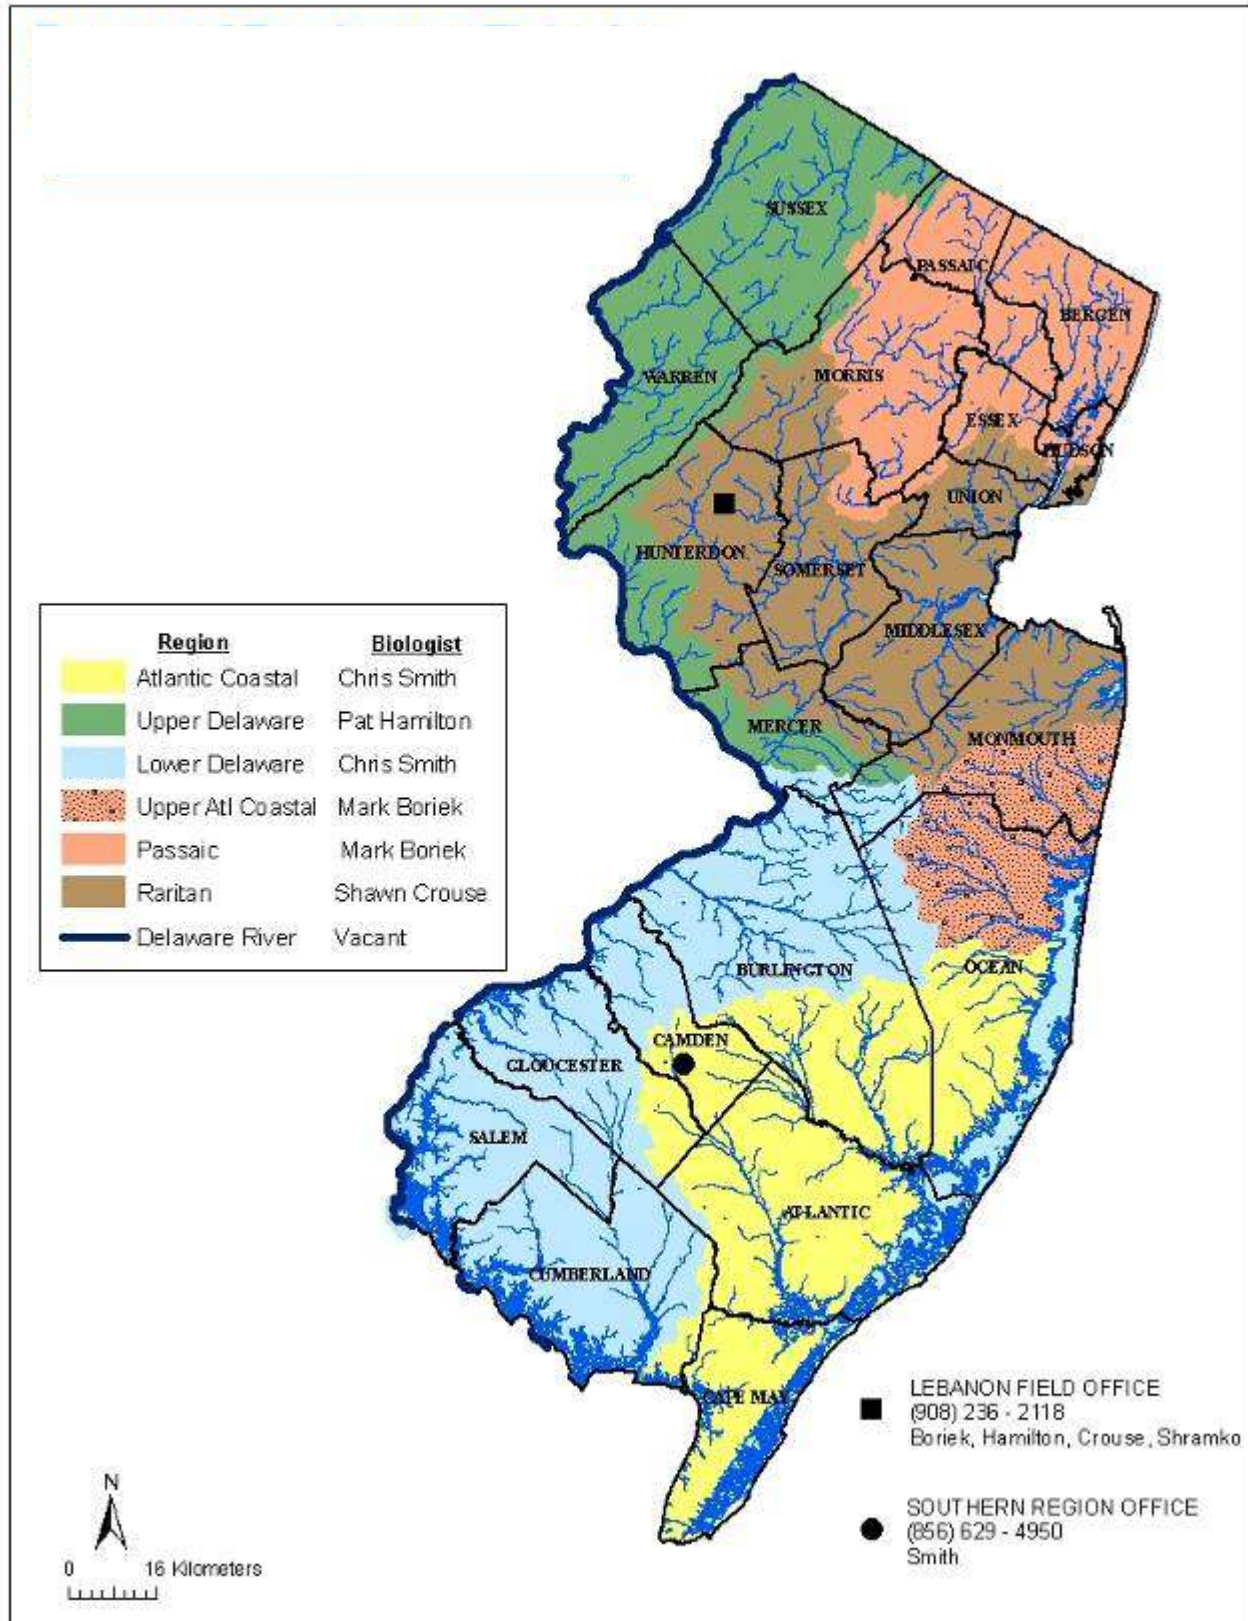 SUSSEX
PASSAIC
BERGEN
WARREN
MORRIS
ESSEX
HUDSON
UNION
HUNTERDON
SOMERSET
MIDDLESEX
MERCER
MONMOUTH
Region Biologist
Atlantic Coastal Chris Smith
Upper Delaware Pat Hamilton
Lower Delaware Chris Smith
Upper Atl Coastal Mark Boriek
Passaic Mark Boriek
Raritan Shawn Crouse
Delaware River Vacant
OCEAN
BURLINGTON
CAMDEN
GLOUCESTER
SALEM
ATLANTIC
CUMBERLAND
CAPE MAY
LEBANON FIELD OFFICE
(908) 236 - 2118
Boriek, Hamilton, Crouse, Shramko
SOUTHERN REGION OFFICE
(856) 629 - 4950
Smith
N
0 16 Kilometers